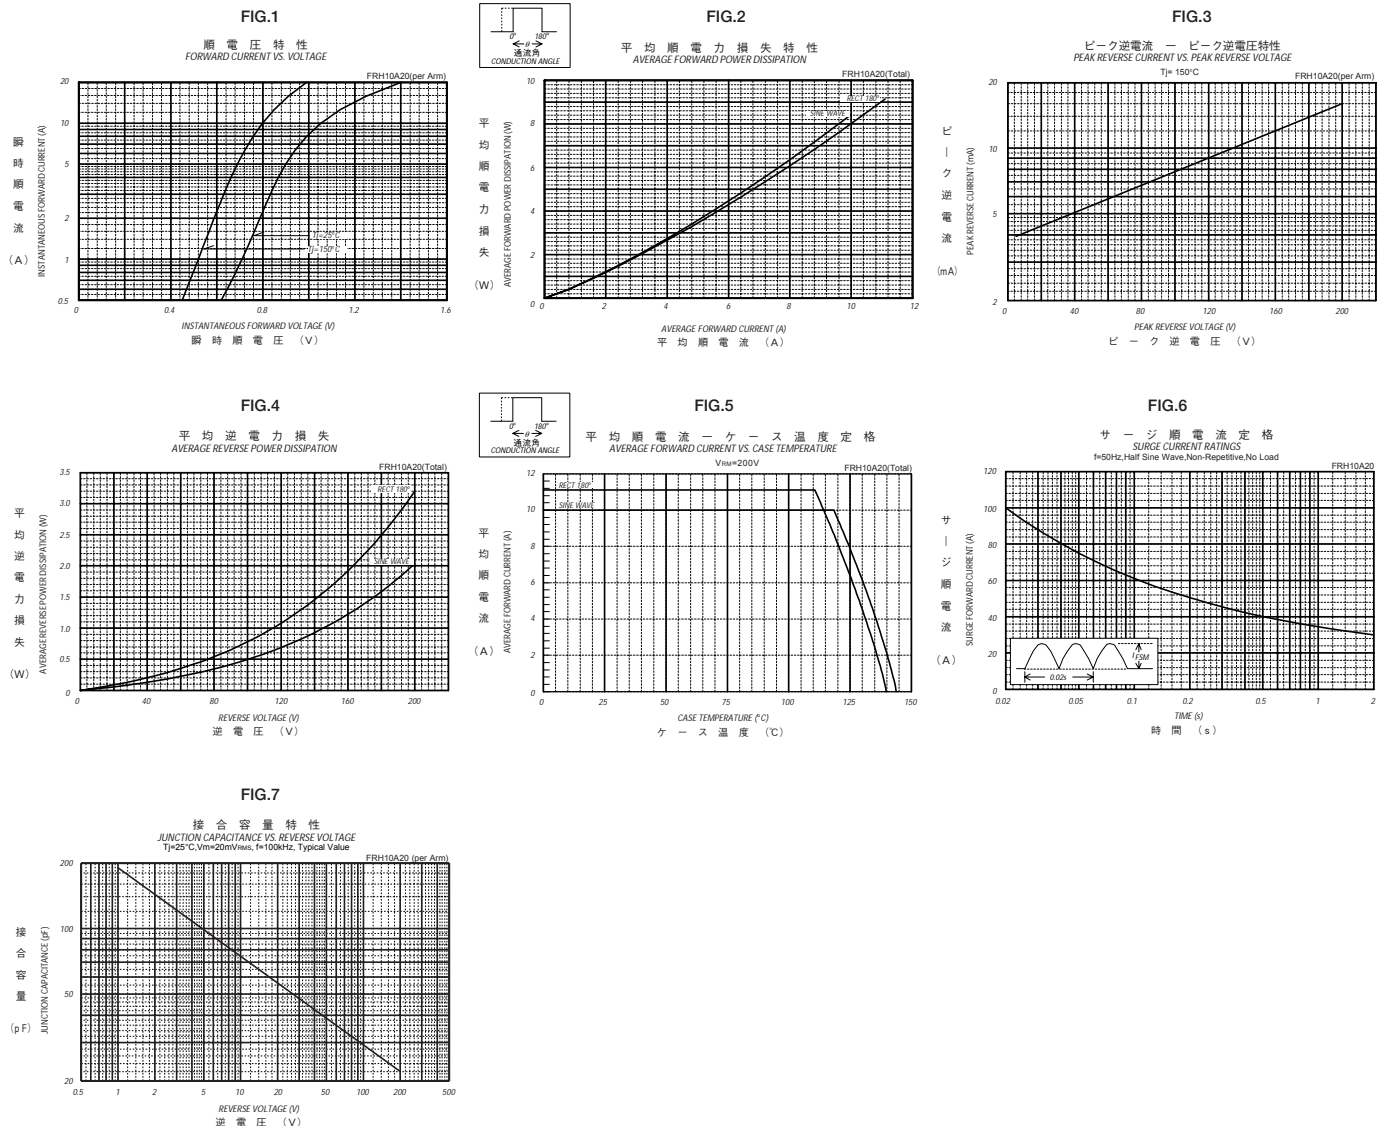 FIG.1
順電圧特性
FORWARD CURRENT VS. VOLTAGE
FRH10A20(per Arm)
20
10
5
2
1
0.5
瞬時順電流 (A)
INSTANTANEOUS FORWARD CURRENT (A)
Tj=25°C
Tj=150°C
0 0.4 0.8 1.2 1.6
INSTANTANEOUS FORWARD VOLTAGE (V)
瞬時順電圧 (V)
FIG.2
0° 180°
θ
通流角
CONDUCTION ANGLE
平均順電力損失特性
AVERAGE FORWARD POWER DISSIPATION
FRH10A20(Total)
10
8
6
4
2
0
平均順電力損失 (W)
AVERAGE FORWARD POWER DISSIPATION (W)
RECT 180°
SINE WAVE
0 2 4 6 8 10 12
AVERAGE FORWARD CURRENT (A)
平均順電流 (A)
FIG.3
ピーク逆電流 ー ピーク逆電圧特性
PEAK REVERSE CURRENT VS. PEAK REVERSE VOLTAGE
Tj= 150°C
FRH10A20(per Arm)
20
10
5
2
ピーク逆電流 (mA)
PEAK REVERSE CURRENT (mA)
0 40 80 120 160 200
PEAK REVERSE VOLTAGE (V)
ピーク逆電圧 (V)
FIG.4
平均逆電力損失
AVERAGE REVERSE POWER DISSIPATION
FRH10A20(Total)
3.5
3.0
2.5
2.0
1.5
1.0
0.5
0
平均逆電力損失 (W)
AVERAGE REVERSE POWER DISSIPATION (W)
RECT 180°
SINE WAVE
0 40 80 120 160 200
REVERSE VOLTAGE (V)
逆電圧 (V)
FIG.5
0° 180°
θ
通流角
CONDUCTION ANGLE
平均順電流ーケース温度定格
AVERAGE FORWARD CURRENT VS. CASE TEMPERATURE
VRM=200V
FRH10A20(Total)
12
10
8
6
4
2
0
平均順電流 (A)
AVERAGE FORWARD CURRENT (A)
RECT 180°
SINE WAVE
0 25 50 75 100 125 150
CASE TEMPERATURE (°C)
ケース温度 (℃)
FIG.6
サージ順電流定格
SURGE CURRENT RATINGS
f=50Hz,Half Sine Wave,Non-Repetitive,No Load
FRH10A20
120
100
80
60
40
20
0
サージ順電流 (A)
SURGE FORWARD CURRENT (A)
IFSM
0.02s
0.02 0.05 0.1 0.2 0.5 1 2
TIME (s)
時間 (s)
FIG.7
接合容量特性
JUNCTION CAPACITANCE VS. REVERSE VOLTAGE
Tj=25°C,Vm=20mVRMS, f=100kHz, Typical Value
FRH10A20 (per Arm)
200
100
50
20
接合容量 (pF)
JUNCTION CAPACITANCE (pF)
0.5 1 2 5 10 20 50 100 200 500
REVERSE VOLTAGE (V)
逆電圧 (V)